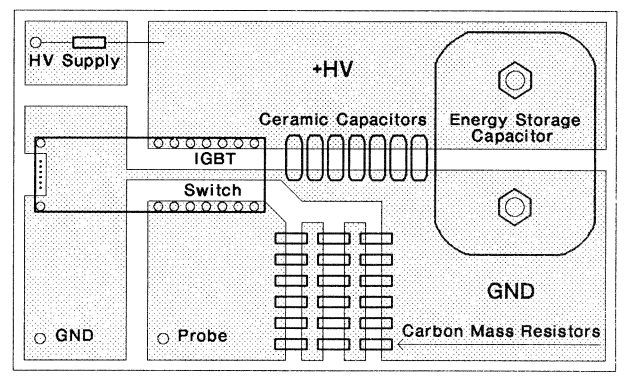 HV Supply
+HV
Ceramic Capacitors
Energy Storage
Capacitor
IGBT
Switch
GND
GND
Probe
Carbon Mass Resistors